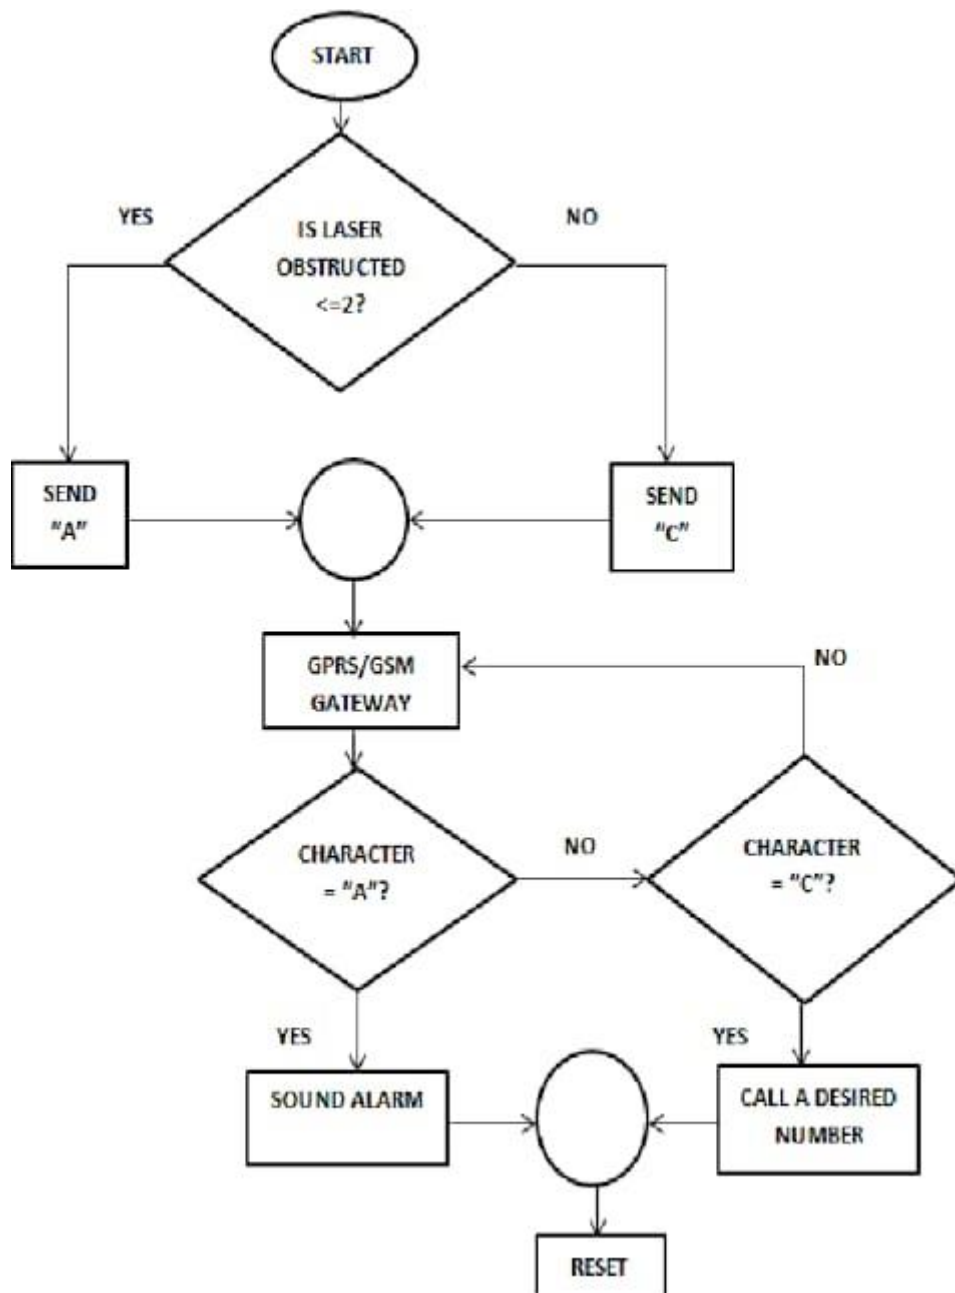 START
YES
NO
IS LASER
OBSTRUCTED
<=2?
SEND
"A"
SEND
"C"
GPRS/GSM
GATEWAY
NO
CHARACTER
= "A"?
NO
CHARACTER
= "C"?
YES
YES
SOUND ALARM
CALL A DESIRED
NUMBER
RESET